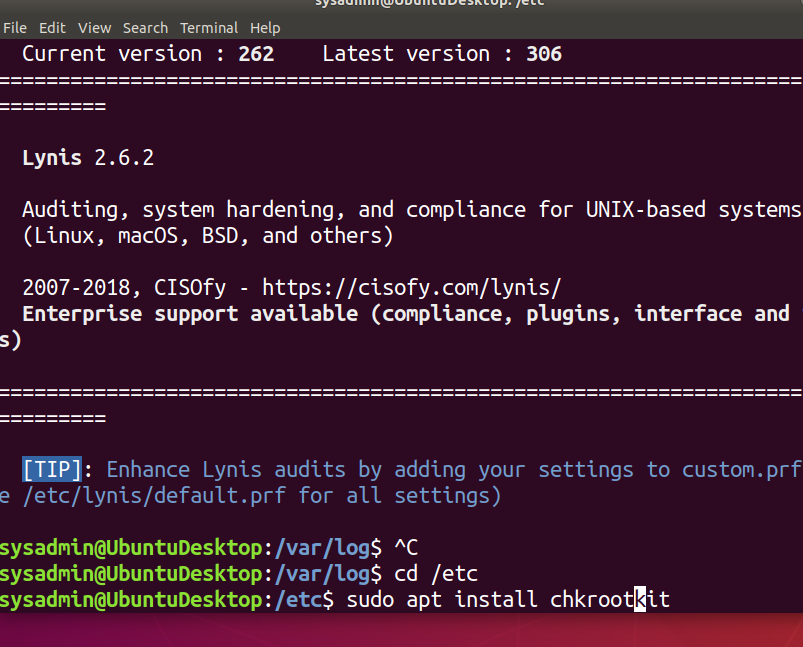 sysadmin@UbuntuDesktop: /etc
File Edit View Search Terminal Help
Current version : 262 Latest version : 306
===================================================================
=========
Lynis 2.6.2
Auditing, system hardening, and compliance for UNIX-based systems
(Linux, macOS, BSD, and others)
2007-2018, CISOfy - https://cisofy.com/lynis/
Enterprise support available (compliance, plugins, interface and
s)
===================================================================
=========
[TIP]: Enhance Lynis audits by adding your settings to custom.prf
e /etc/lynis/default.prf for all settings)
sysadmin@UbuntuDesktop:/var/log$ ^C
sysadmin@UbuntuDesktop:/var/log$ cd /etc
sysadmin@UbuntuDesktop:/etc$ sudo apt install chkrootkit